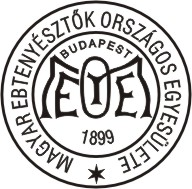 MAGYAR EBTENYÉSZTŐK ORSZÁGOS EGYESÜLETE
BUDAPEST
MEOE
1899